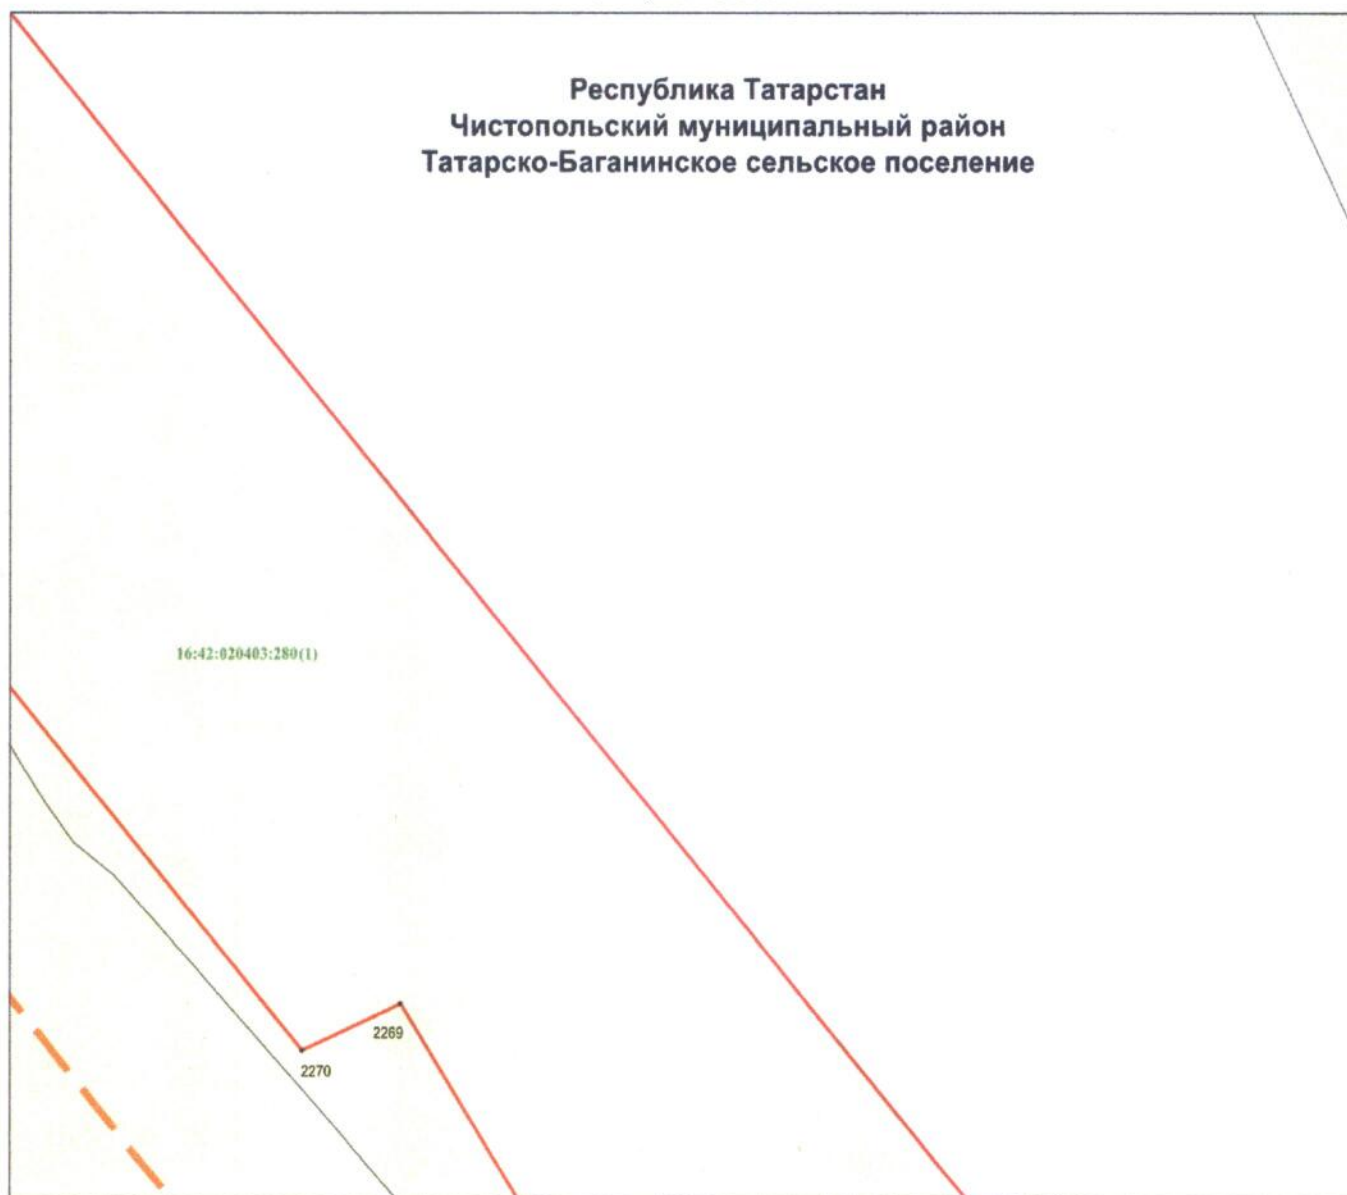 Республика Татарстан
Чистопольский муниципальный район
Татарско-Баганинское сельское поселение
16:42:020403:280(1)
2269
2270